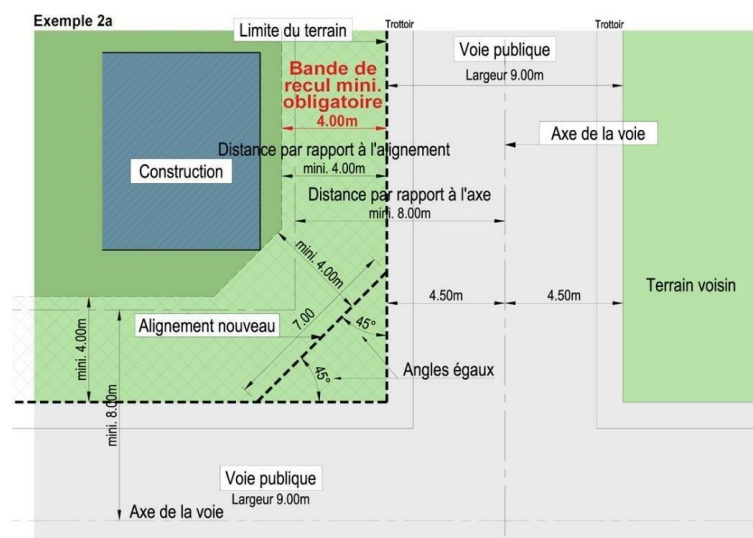 Exemple 2a
Trottoir
Trottoir
Limite du terrain
Voie publique
Largeur 9.00m
Bande de
recul mini.
obligatoire
4.00m
Axe de la voie
Distance par rapport à l'alignement
mini. 4.00m
Construction
Distance par rapport à l'axe
mini. 8.00m
mini. 4.00m
4.50m
4.50m
Terrain voisin
7.00
Alignement nouveau
45°
45°
Angles égaux
mini. 4.00m
mini. 8.00m
Voie publique
Largeur 9.00m
Axe de la voie